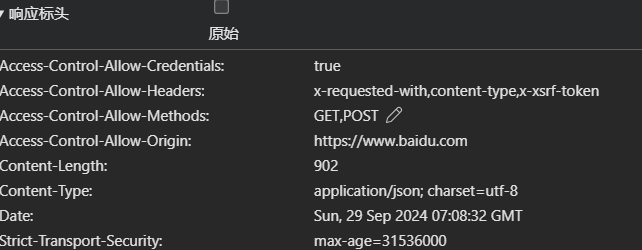 响应标头
原始
Access-Control-Allow-Credentials: true
Access-Control-Allow-Headers: x-requested-with,content-type,x-xsrf-token
Access-Control-Allow-Methods: GET,POST
Access-Control-Allow-Origin: https://www.baidu.com
Content-Length: 902
Content-Type: application/json; charset=utf-8
Date: Sun, 29 Sep 2024 07:08:32 GMT
Strict-Transport-Security: max-age=31536000